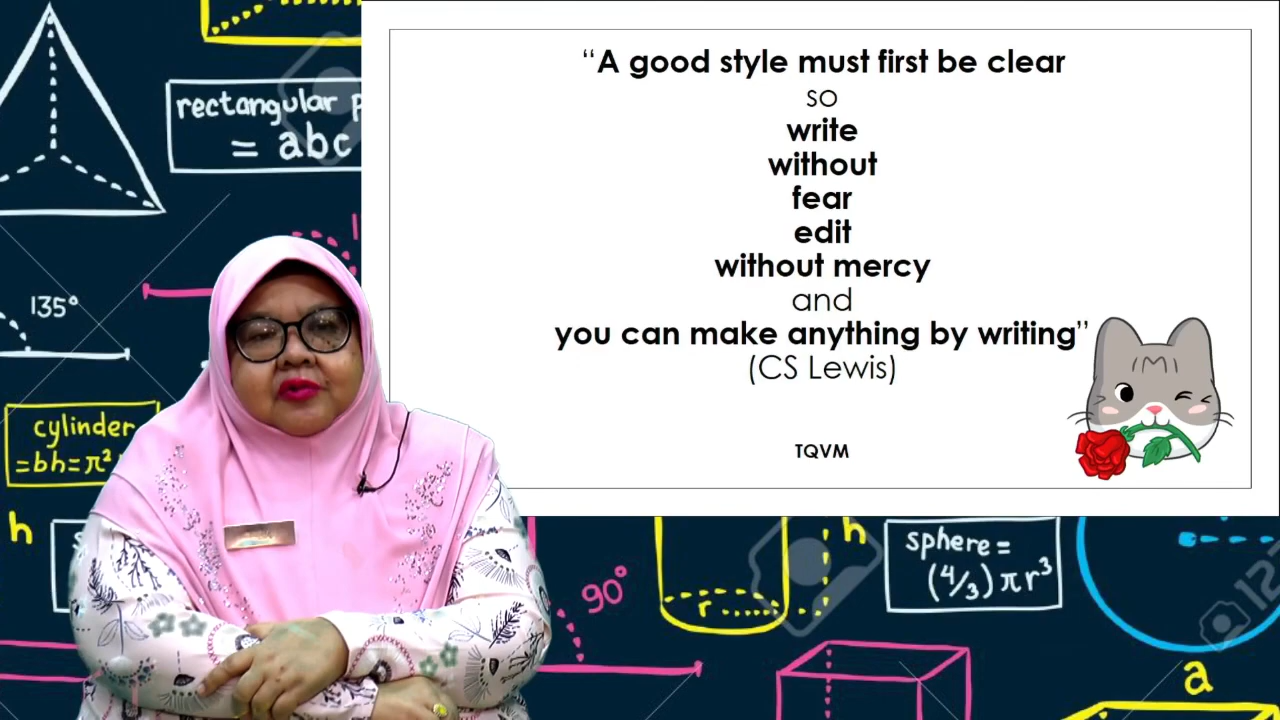 “A good style must first be clear
so
write
without
fear
edit
without mercy
and
you can make anything by writing”
(CS Lewis)
TQVM
rectangular p
= abc
135°
cylinder
=bh=π²
h
90°
r
h
sphere =
(4/3) πr³
a